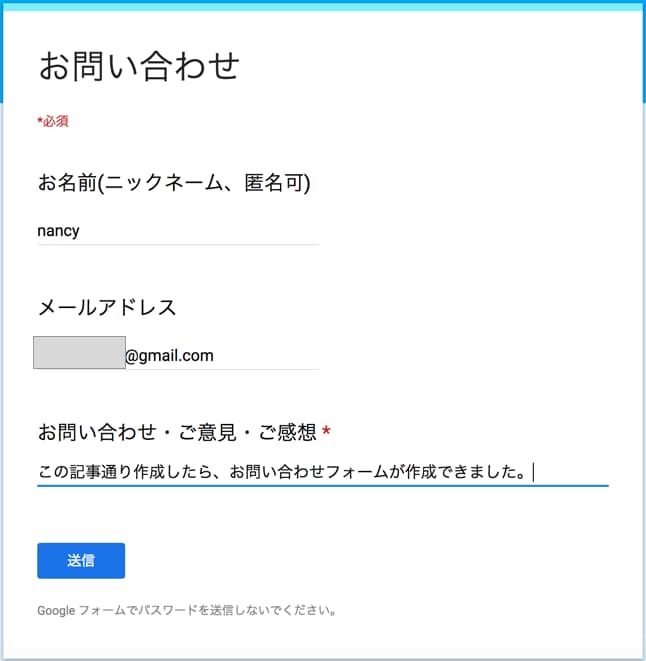 お問い合わせ
*必須
お名前(ニックネーム、匿名可)
nancy
メールアドレス
@gmail.com
お問い合わせ・ご意見・ご感想 *
この記事通り作成したら、お問い合わせフォームが作成できました。
送信
Google フォームでパスワードを送信しないでください。